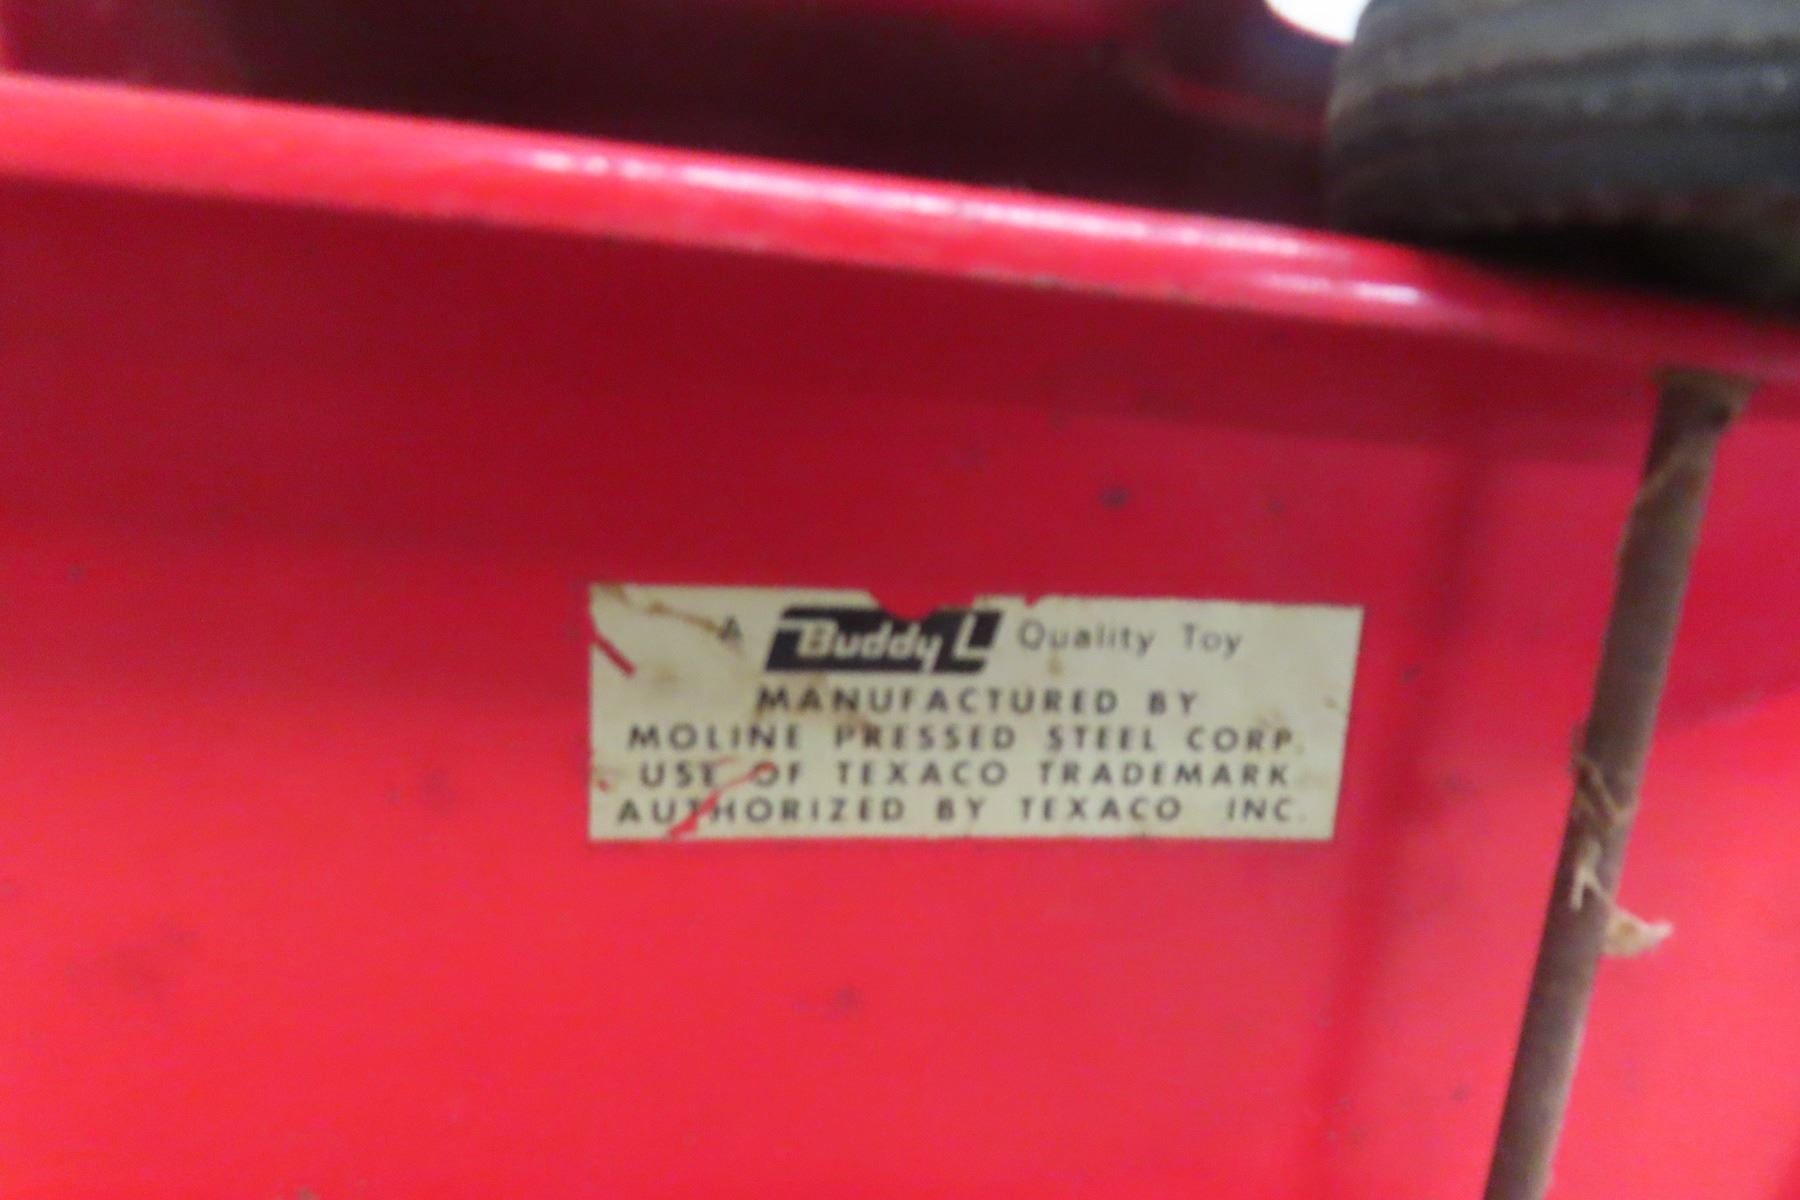 A Buddy L Quality Toy
MANUFACTURED BY
MOLINE PRESSED STEEL CORP.
USE OF TEXACO TRADEMARK
AUTHORIZED BY TEXACO INC.